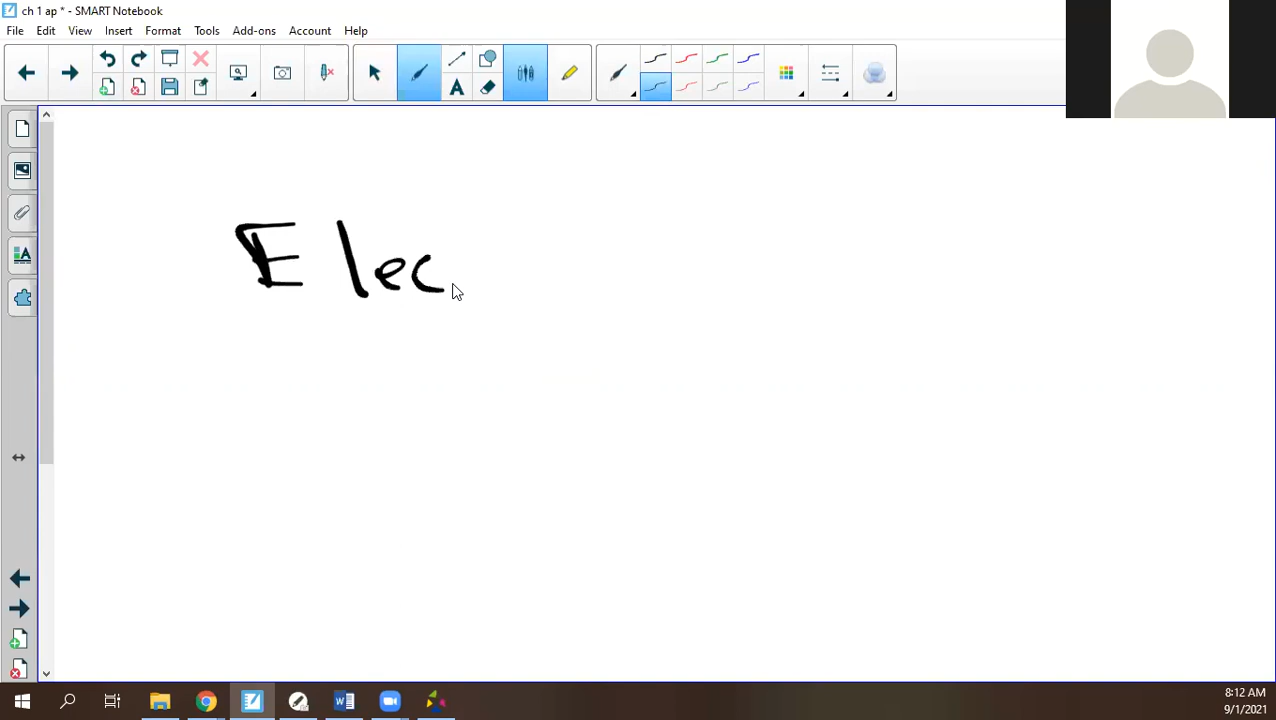 ch 1 ap * - SMART Notebook
File Edit View Insert Format Tools Add-ons Account Help
Elec
8:12 AM
9/1/2021